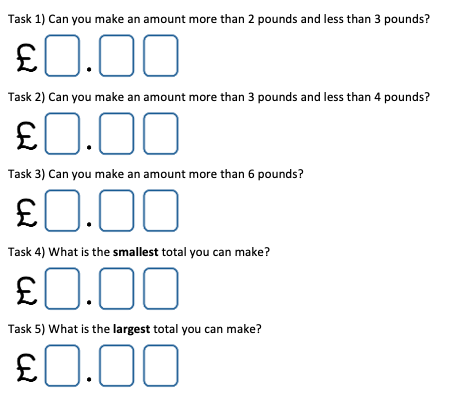 Task 1) Can you make an amount more than 2 pounds and less than 3 pounds?
£ .
Task 2) Can you make an amount more than 3 pounds and less than 4 pounds?
£ .
Task 3) Can you make an amount more than 6 pounds?
£ .
Task 4) What is the smallest total you can make?
£ .
Task 5) What is the largest total you can make?
£ .